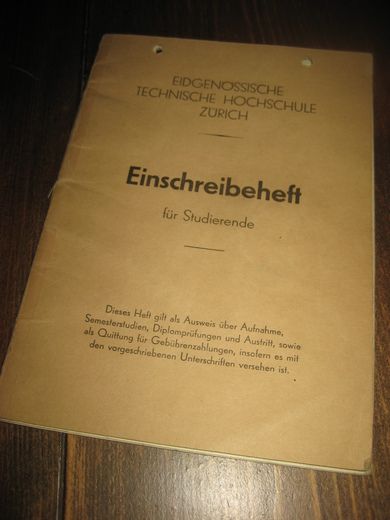 EIDGENÖSSISCHE
TECHNISCHE HOCHSCHULE
ZÜRICH
Einschreibeheft
für Studierende
Dieses Heft gilt als Ausweis über Aufnahme,
Semesterstudien, Diplomprüfungen und Austritt, sowie
als Quittung für Gebührenzahlungen, insofern es mit
den vorgeschriebenen Unterschriften versehen ist.